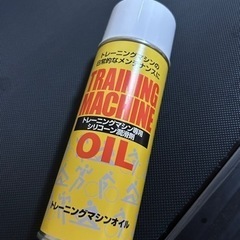 トレーニングマシンの
日常的なメンテナンスに
TRAINING
MACHINE
トレーニングマシン専用
シリコーン潤滑剤
OIL
トレーニングマシンオイル